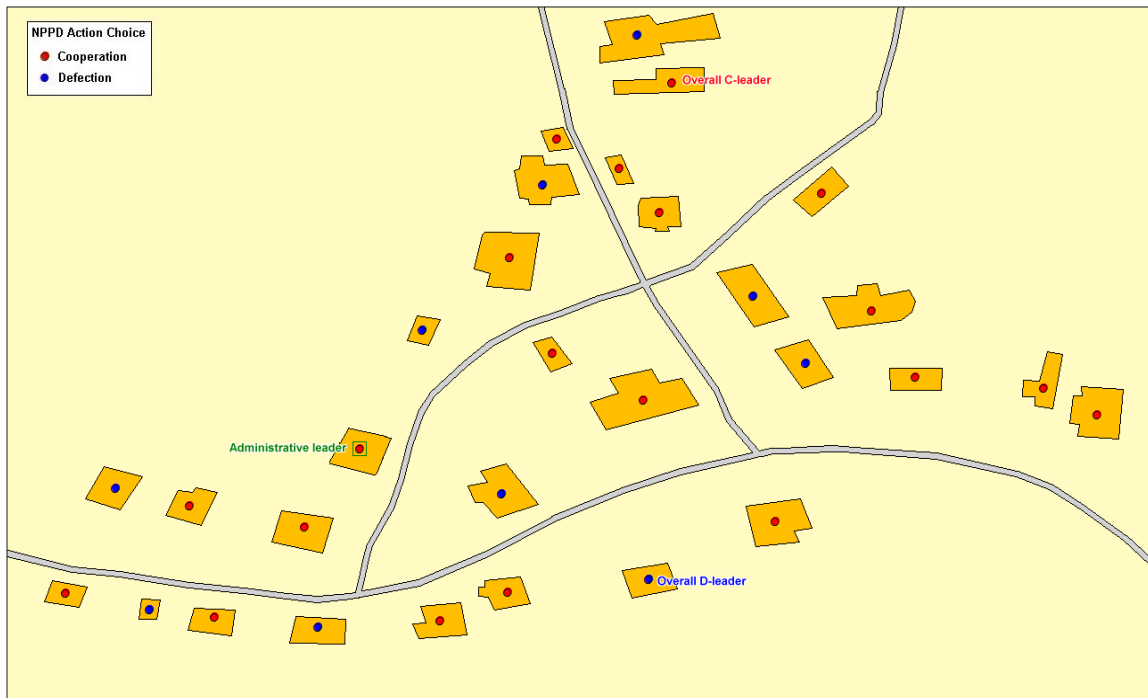 NPPD Action Choice
Cooperation
Defection
Overall C-leader
Administrative leader
Overall D-leader